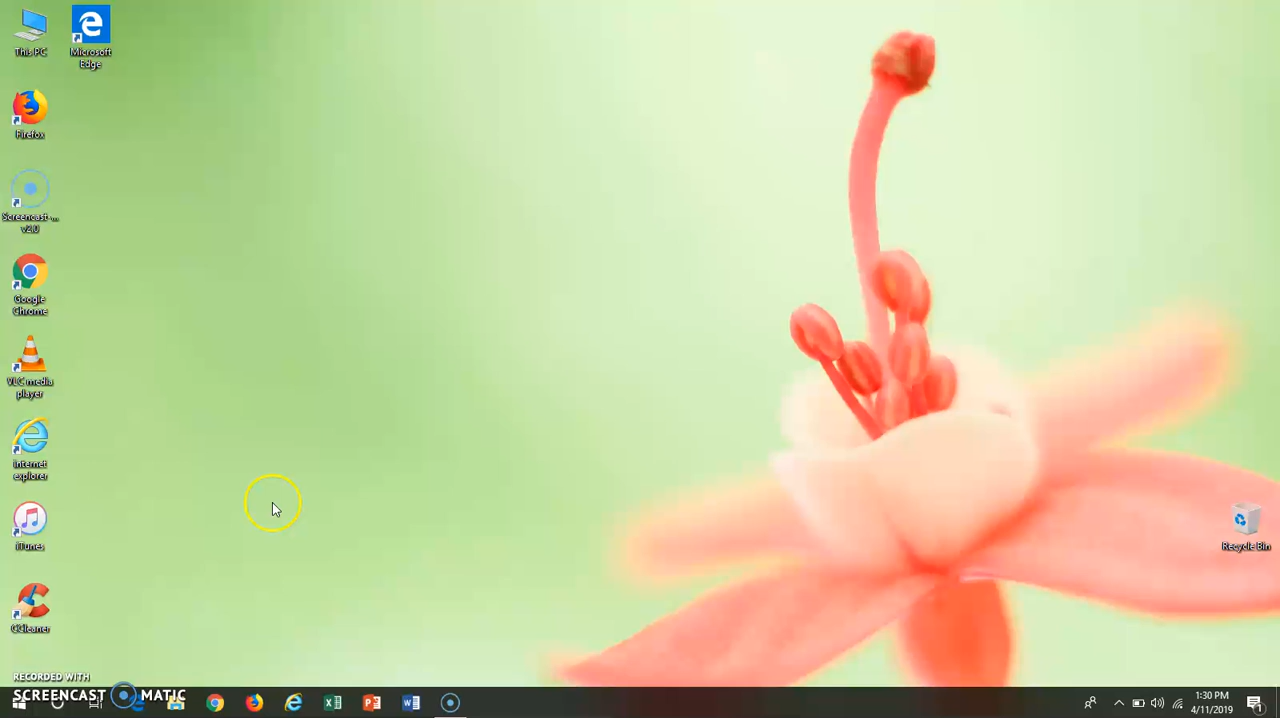 This PC
Microsoft
Edge
Firefox
Screencast-...
v2.0
Google
Chrome
VLC media
player
internet
explorer
iTunes
CCleaner
Recycle Bin
RECORDED WITH
SCREENCAST MATIC
1:30 PM
4/11/2019
1